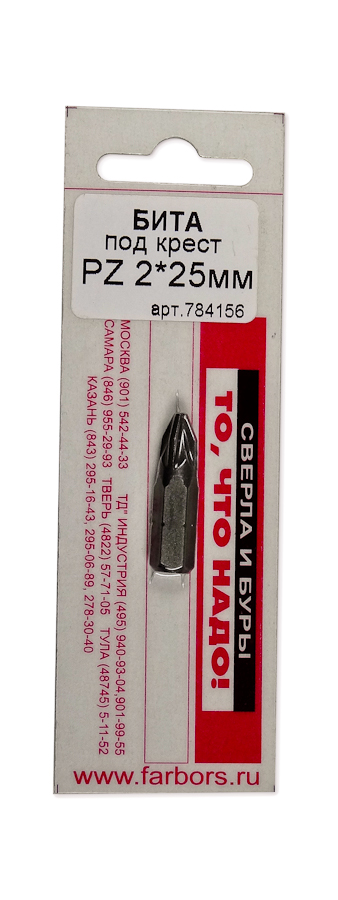 БИТА
под крест
PZ 2*25мм
арт.784156
СВЕРЛА И БУРЫ
ТО, ЧТО НАДО!
МОСКВА (901) 542-44-33 ТД" ИНДУСТРИЯ (495) 940-93-04,901-99-55
САМАРА (846) 955-29-93 ТВЕРЬ (4822) 57-71-05 ТУЛА (48745) 5-11-52
КАЗАНЬ (843) 295-16-43, 295-06-89, 278-30-40
www.farbors.ru